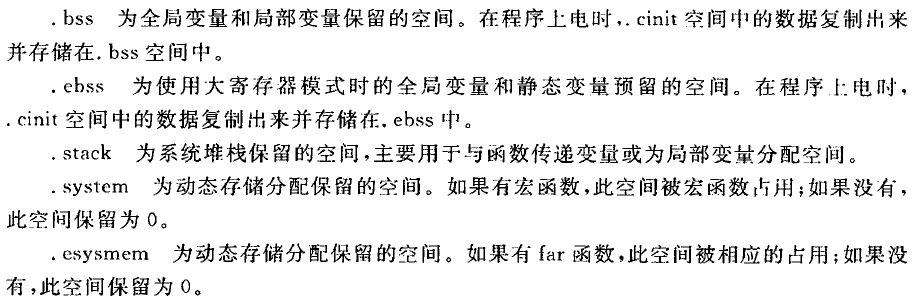 .bss 为全局变量和局部变量保留的空间。在程序上电时,.cinit 空间中的数据复制出来
并存储在.bss 空间中。
.ebss 为使用大寄存器模式时的全局变量和静态变量预留的空间。在程序上电时,
.cinit 空间中的数据复制出来并存储在.ebss 中。
.stack 为系统堆栈保留的空间,主要用于与函数传递变量或为局部变量分配空间。
.system 为动态存储分配保留的空间。如果有宏函数,此空间被宏函数占用;如果没有,
此空间保留为 0。
.esysmem 为动态存储分配保留的空间。如果有 far 函数,此空间被相应的占用;如果没
有,此空间保留为 0。